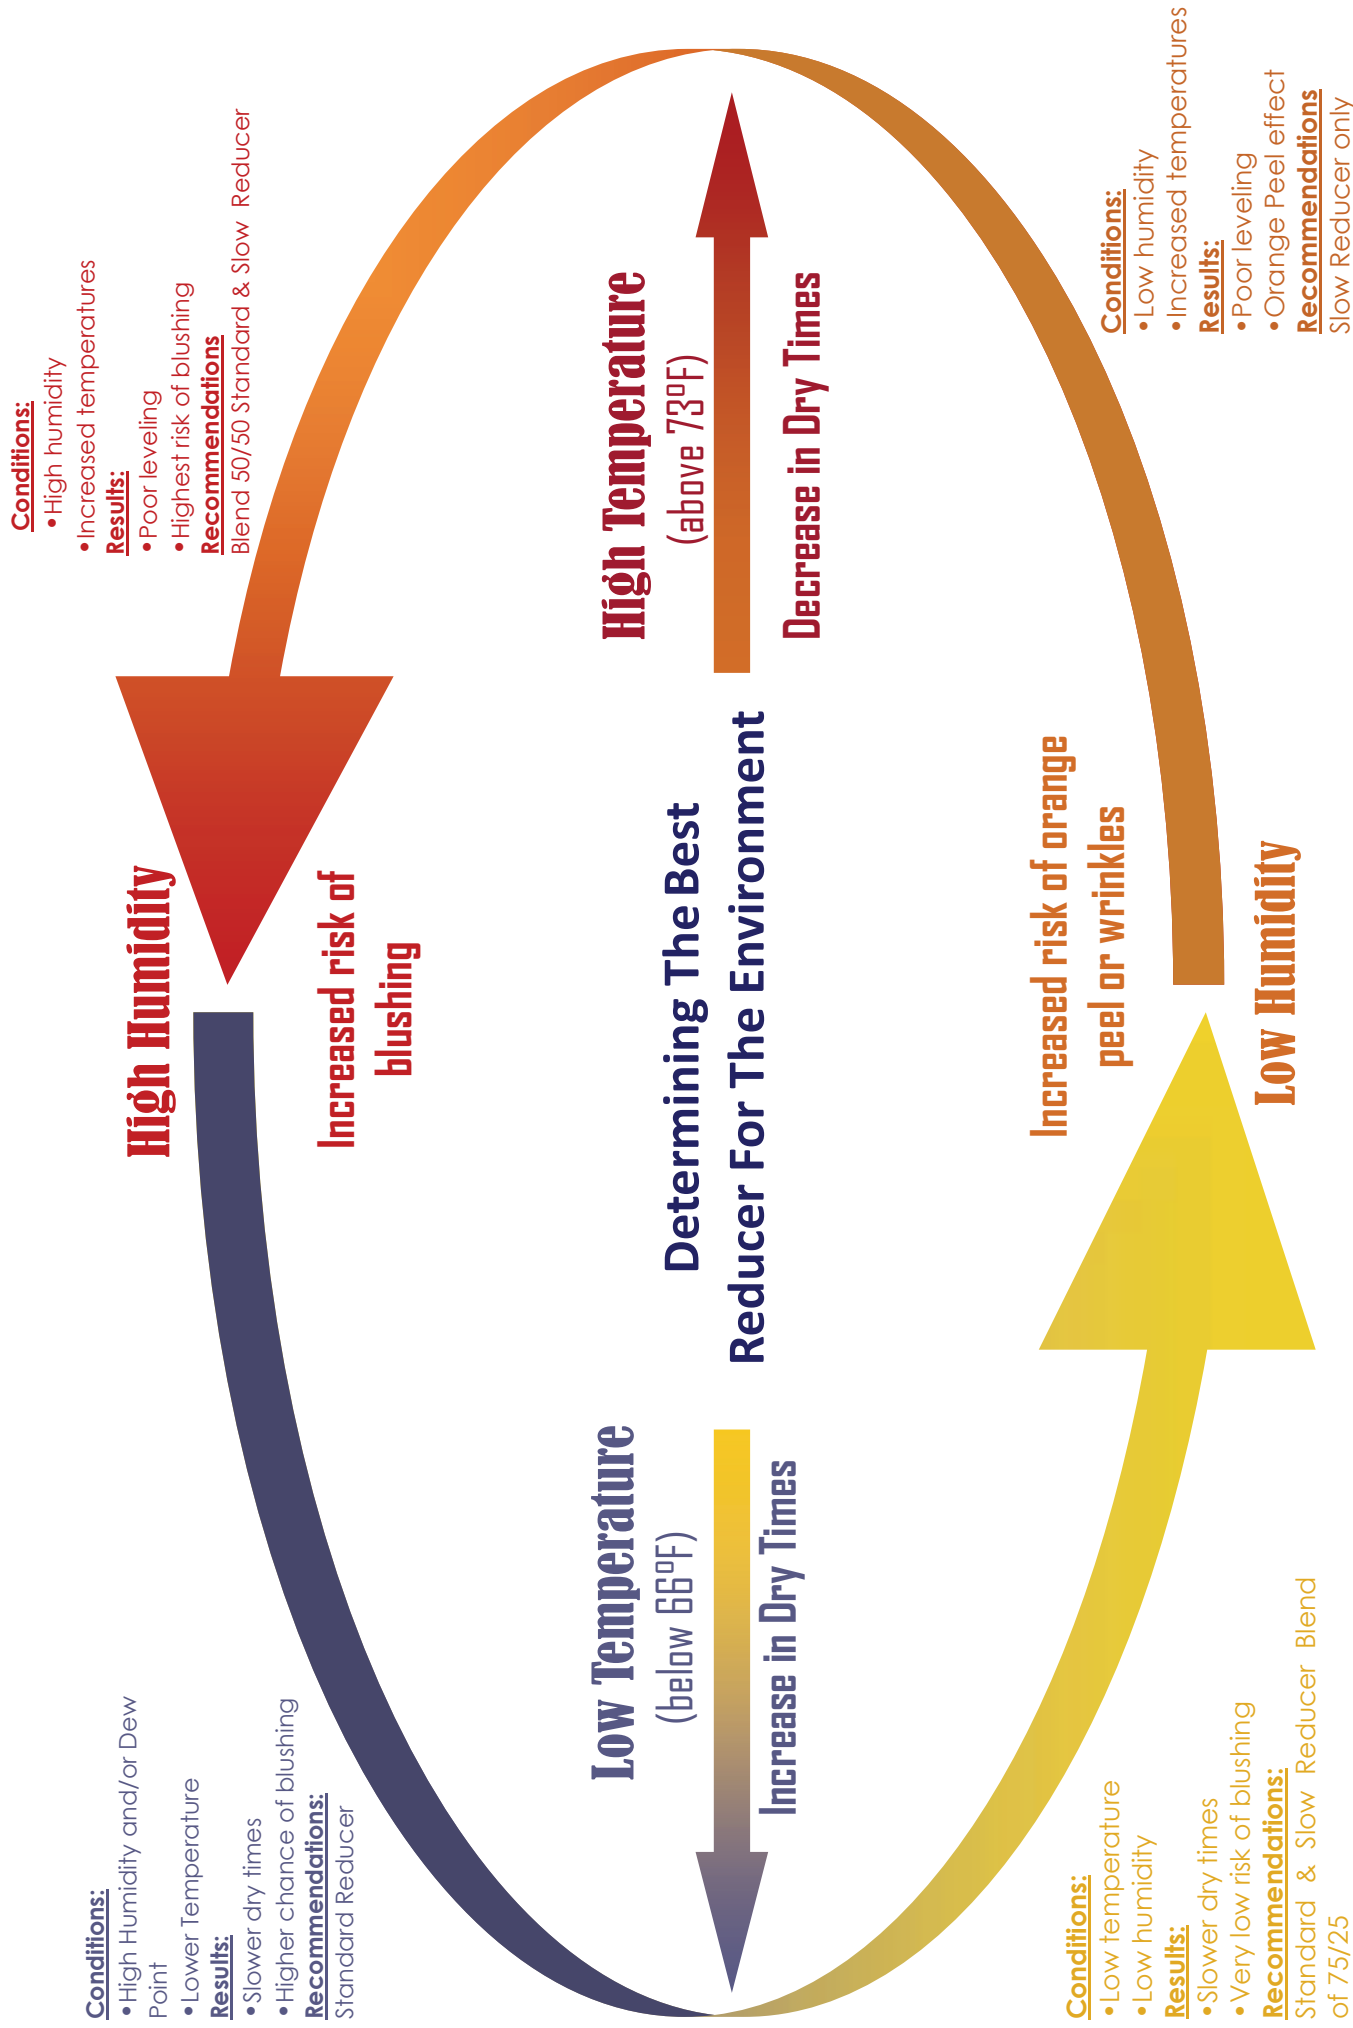 Conditions:
•High Humidity and/or Dew
Point
•Lower Temperature
Results:
•Slower dry times
•Higher chance of blushing
Recommendations:
Standard Reducer
High Humidity
Increased risk of
blushing
Conditions:
•High humidity
•Increased temperatures
Results:
•Poor leveling
•Highest risk of blushing
Recommendations
Blend 50/50 Standard & Slow Reducer
Low Temperature
(below 66ºF)
Increase in Dry Times
Determining The Best
Reducer For The Environment
High Temperature
(above 73ºF)
Decrease in Dry Times
Conditions:
•Low temperature
•Low humidity
Results:
•Slower dry times
•Very low risk of blushing
Recommendations:
Standard & Slow Reducer Blend
of 75/25
Increased risk of orange
peel or wrinkles
Low Humidity
Conditions:
•Low humidity
•Increased temperatures
Results:
•Poor leveling
•Orange Peel effect
Recommendations
Slow Reducer only